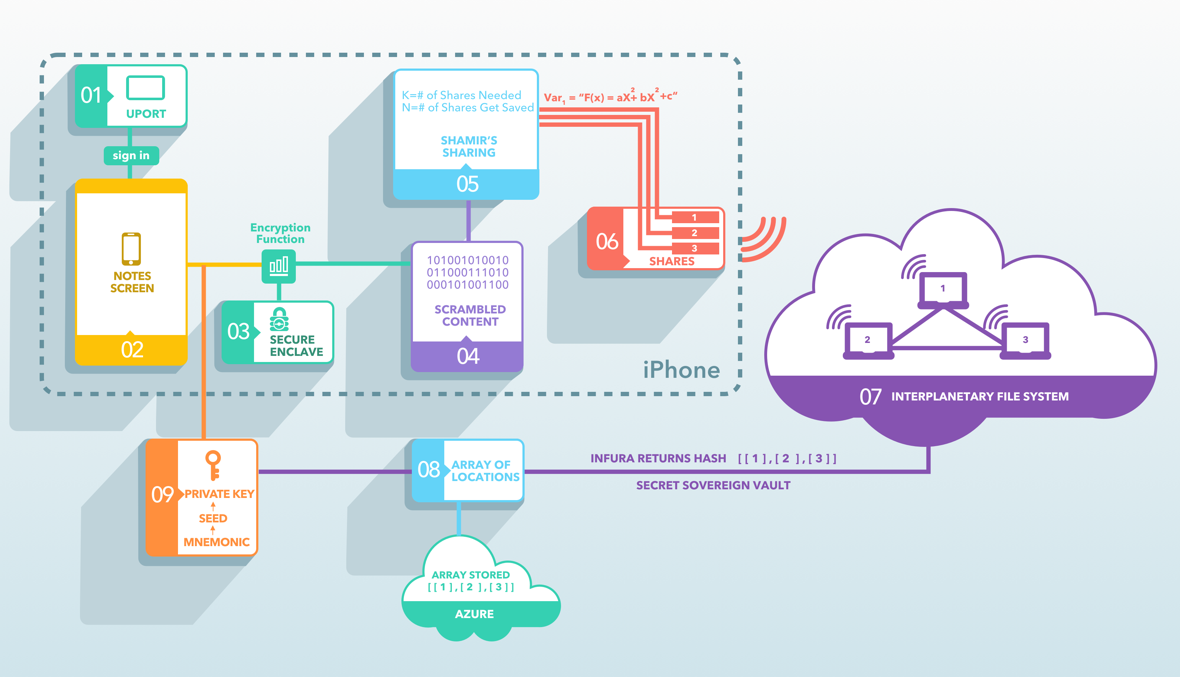 01
UPORT
sign in
NOTES
SCREEN
02
Encryption
Function
03
SECURE
ENCLAVE
101001010010
011000111010
000101001100
SCRAMBLED
CONTENT
04
K=# of Shares Needed
N=# of Shares Get Saved
SHAMIR'S
SHARING
05
Var1 = "F(x) = aX+ bX +c"
2 2
06
1
2
3
SHARES
iPhone
1
2
3
07 INTERPLANETARY FILE SYSTEM
INFURA RETURNS HASH [ [ 1 ] , [ 2 ] , [ 3 ] ]
SECRET SOVEREIGN VAULT
08
ARRAY OF
LOCATIONS
ARRAY STORED
[ [ 1 ] , [ 2 ] , [ 3 ] ]
AZURE
09
PRIVATE KEY
SEED
MNEMONIC